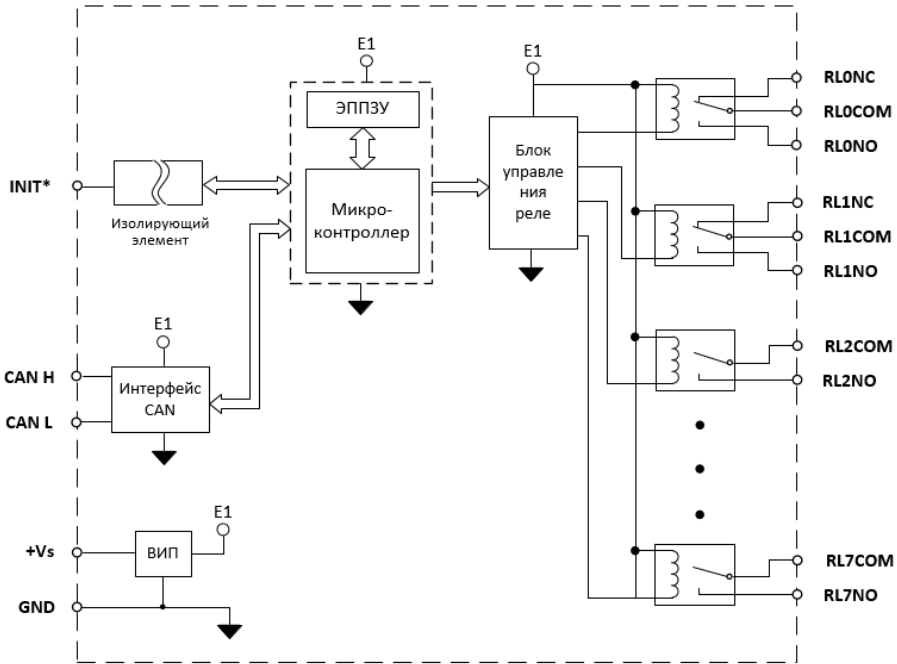 E1
E1
ЭППЗУ
RL0NC
RL0COM
RL0NO
Блок
управле
ния
реле
INIT*
Изолирующий
элемент
Микро-
контроллер
RL1NC
RL1COM
RL1NO
E1
CAN H
CAN L
Интерфейс
CAN
RL2COM
RL2NO
E1
+Vs
ВИП
GND
RL7COM
RL7NO